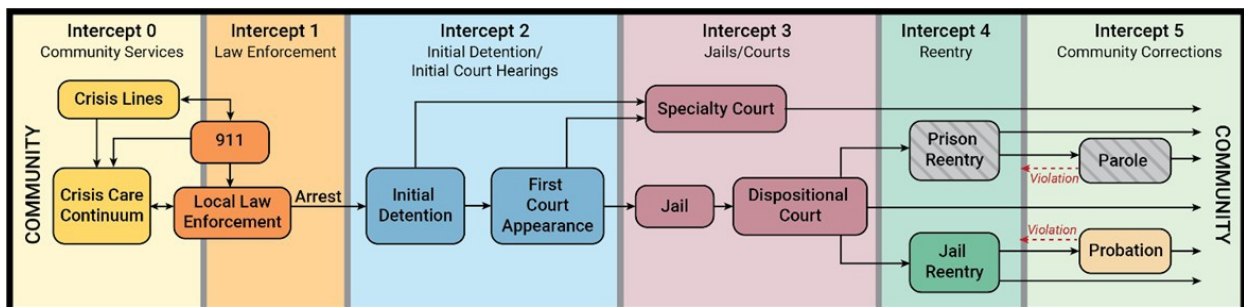 Intercept 0
Community Services
Intercept 1
Law Enforcement
Intercept 2
Initial Detention/
Initial Court Hearings
Intercept 3
Jails/Courts
Intercept 4
Reentry
Intercept 5
Community Corrections
COMMUNITY
Crisis Lines
911
Crisis Care
Continuum
Local Law
Enforcement
Arrest
Initial
Detention
First
Court
Appearance
Specialty Court
Jail
Dispositional
Court
Prison
Reentry
Violation
Parole
Jail
Reentry
Violation
Probation
COMMUNITY